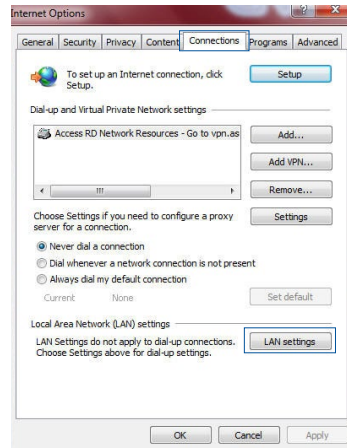 Internet Options
General Security Privacy Content Connections Programs Advanced
To set up an Internet connection, click
Setup.
Setup
Dial-up and Virtual Private Network settings
Access RD Network Resources - Go to vpn.as
Add...
Add VPN...
Remove...
Choose Settings if you need to configure a proxy
server for a connection.
Settings
Never dial a connection
Dial whenever a network connection is not present
Always dial my default connection
Current None
Set default
Local Area Network (LAN) settings
LAN Settings do not apply to dial-up connections.
Choose Settings above for dial-up settings.
LAN settings
OK Cancel Apply